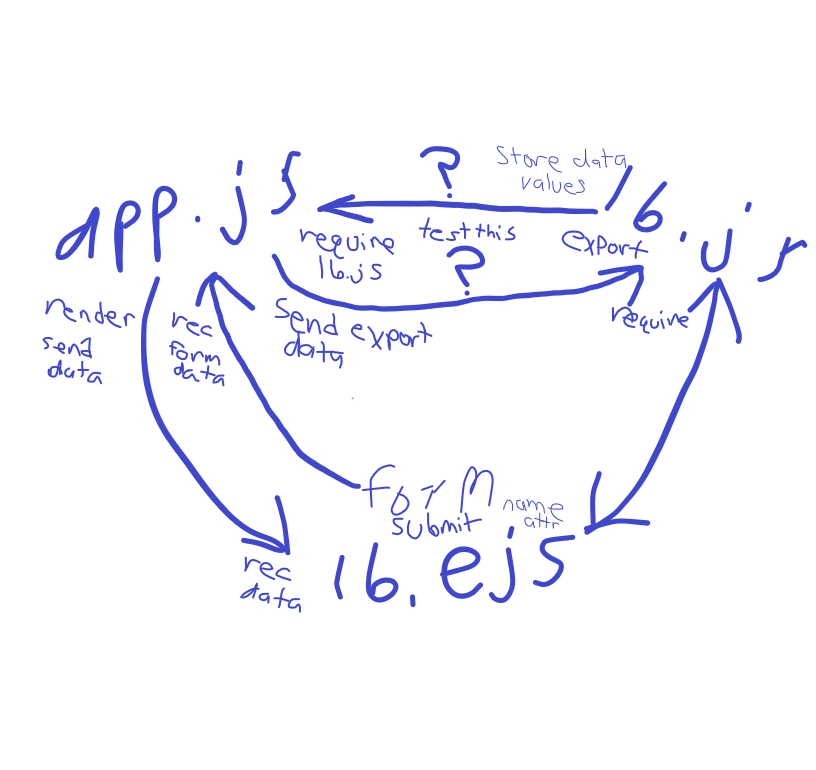 ?
Store data
values
app.js
16.js
require
16.js
test this
?
export
render
send
data
rec
form
data
Send export
data
require
form
submit
name
attr
rec
data
16.ejs